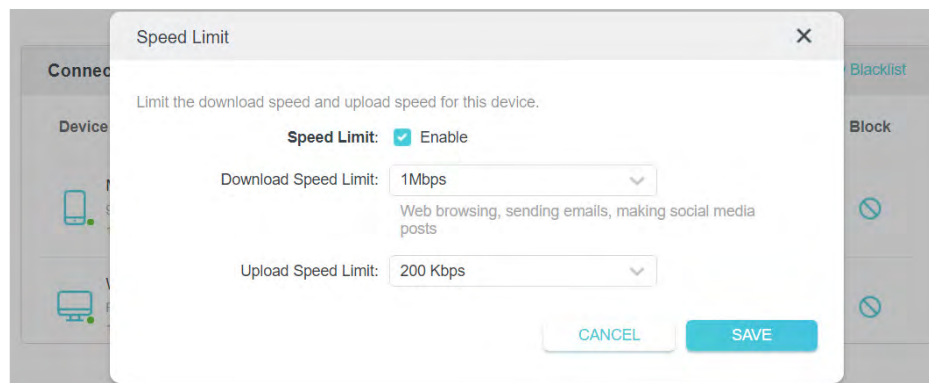 Speed Limit
Connec
Blacklist
Limit the download speed and upload speed for this device.
Device
Block
Speed Limit: Enable
Download Speed Limit: 1Mbps
Web browsing, sending emails, making social media
posts
Upload Speed Limit: 200 Kbps
CANCEL SAVE